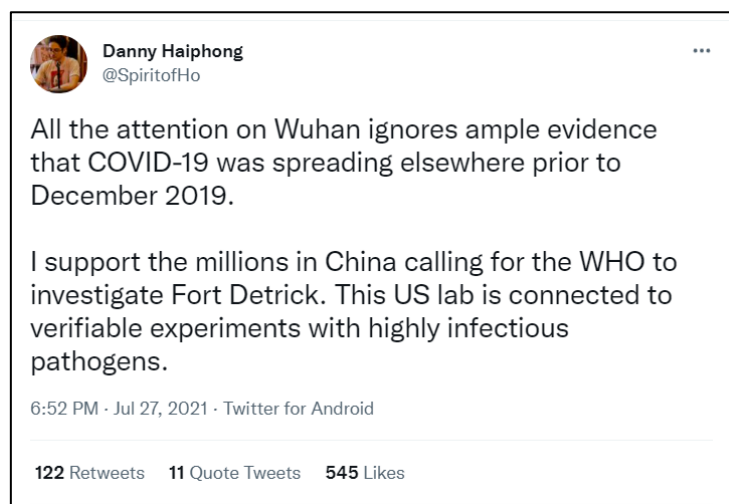 Danny Haiphong
@SpiritofHo
All the attention on Wuhan ignores ample evidence
that COVID-19 was spreading elsewhere prior to
December 2019.
I support the millions in China calling for the WHO to
investigate Fort Detrick. This US lab is connected to
verifiable experiments with highly infectious
pathogens.
6:52 PM · Jul 27, 2021 · Twitter for Android
122 Retweets 11 Quote Tweets 545 Likes